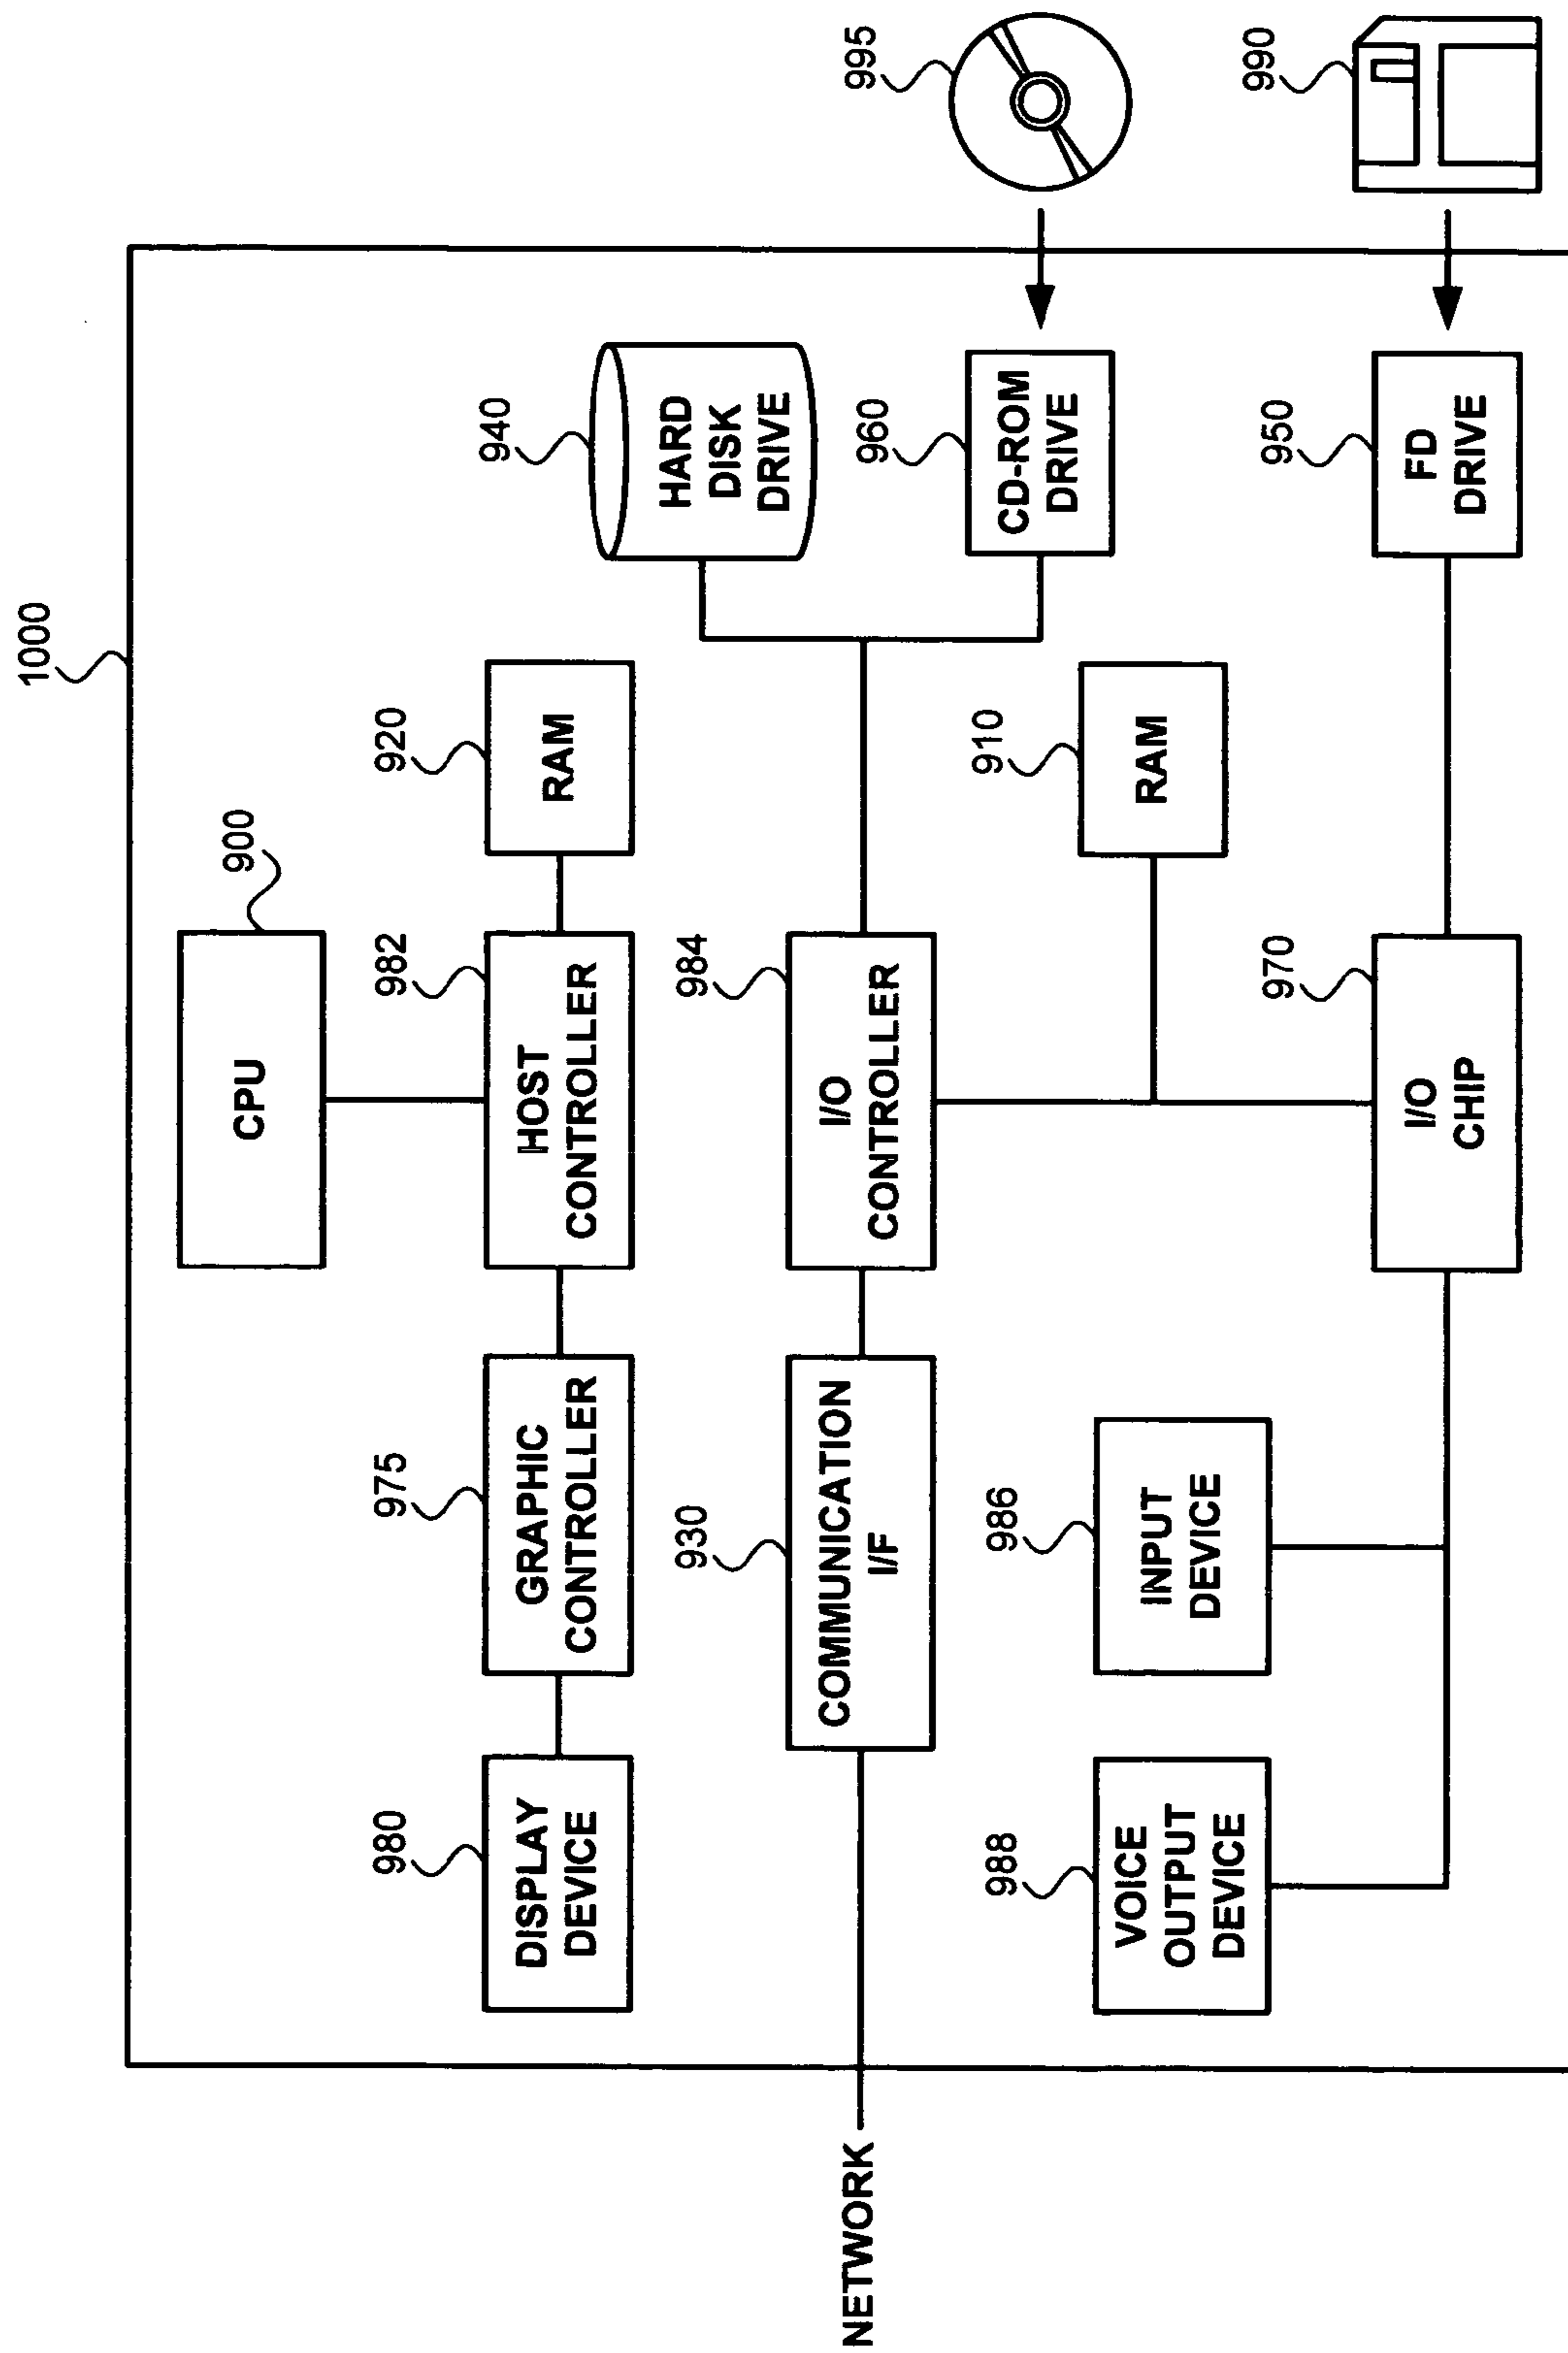 1000
900
CPU
980
975
982
920
940
DISPLAY
DEVICE
GRAPHIC
CONTROLLER
HOST
CONTROLLER
RAM
HARD
DISK
DRIVE
930
984
960
995
NETWORK
COMMUNICATION
I/F
I/O
CONTROLLER
CD-ROM
DRIVE
988
986
910
VOICE
OUTPUT
DEVICE
INPUT
DEVICE
RAM
970
950
990
I/O
CHIP
FD
DRIVE